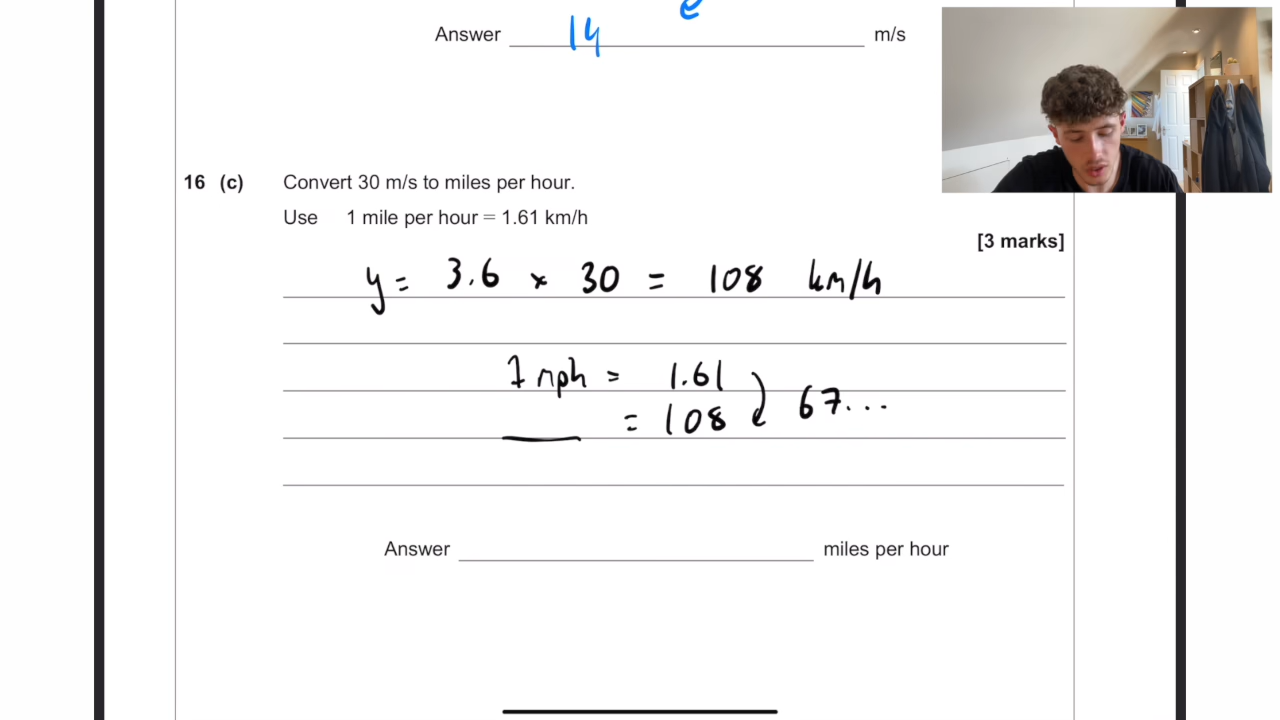 Answer 14 m/s
16 (c) Convert 30 m/s to miles per hour.
Use 1 mile per hour = 1.61 km/h
[3 marks]
y = 3.6 × 30 = 108 km/h
1 mph = 1.61
= 108 67...
Answer miles per hour